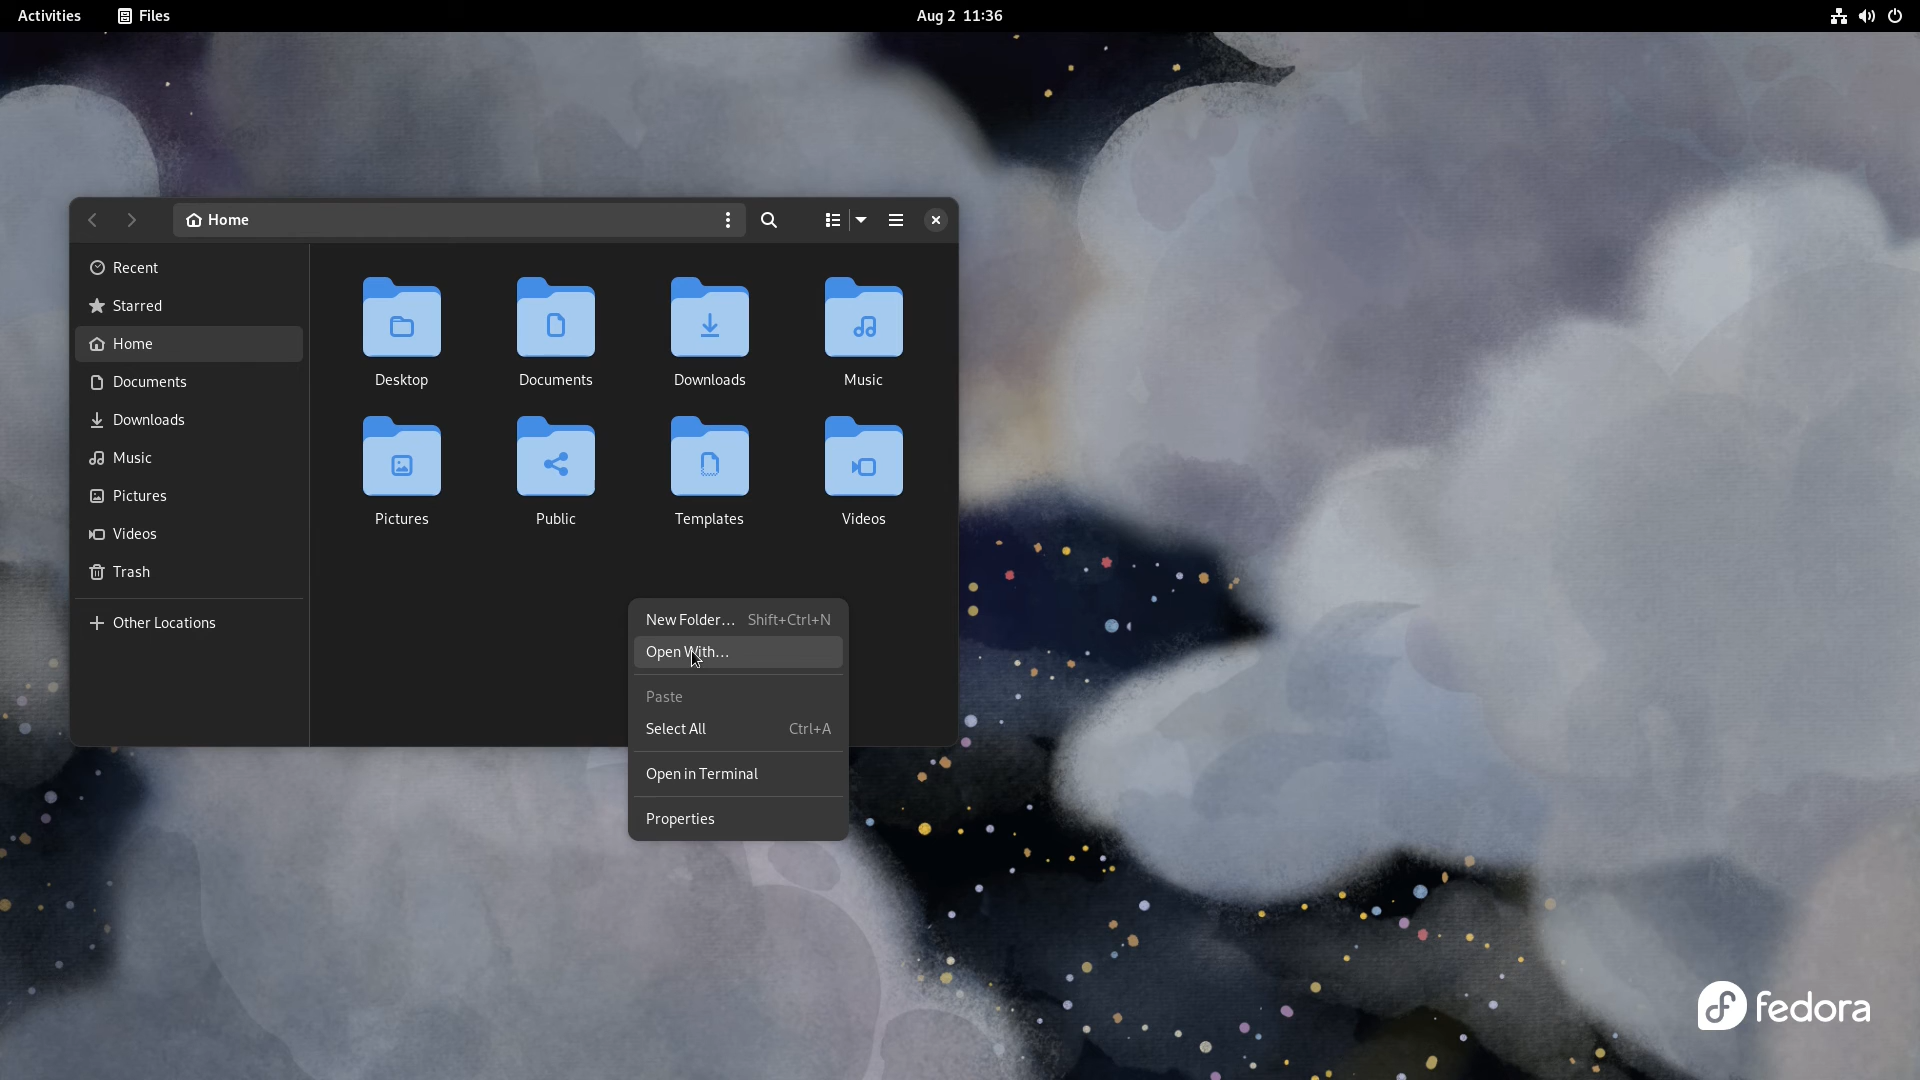 Activities Files Aug 2 11:36
Home
Recent
Starred
Home
Documents
Downloads
Music
Pictures
Videos
Trash
Other Locations
Desktop Documents Downloads Music
Pictures Public Templates Videos
New Folder... Shift+Ctrl+N
Open With...
Paste
Select All Ctrl+A
Open in Terminal
Properties
fedora